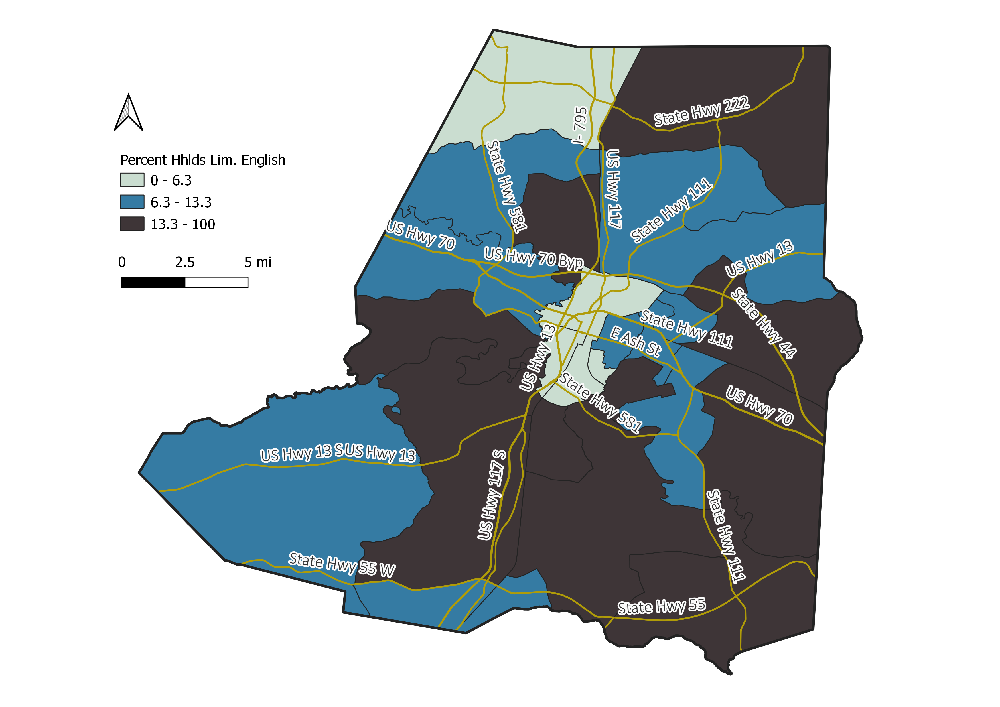 State Hwy 222
I- 795
Percent Hhlds Lim. English
0 - 6.3
6.3 - 13.3
13.3 - 100
0 2.5 5 mi
State Hwy 581
US Hwy 117
State Hwy 111
US Hwy 70
US Hwy 70 Byp
US Hwy 13
State Hwy 44
State Hwy 111
E Ash St
US Hwy 13
State Hwy 581
US Hwy 70
US Hwy 13 S
US Hwy 13
US Hwy 117 S
State Hwy 111
State Hwy 55 W
State Hwy 55